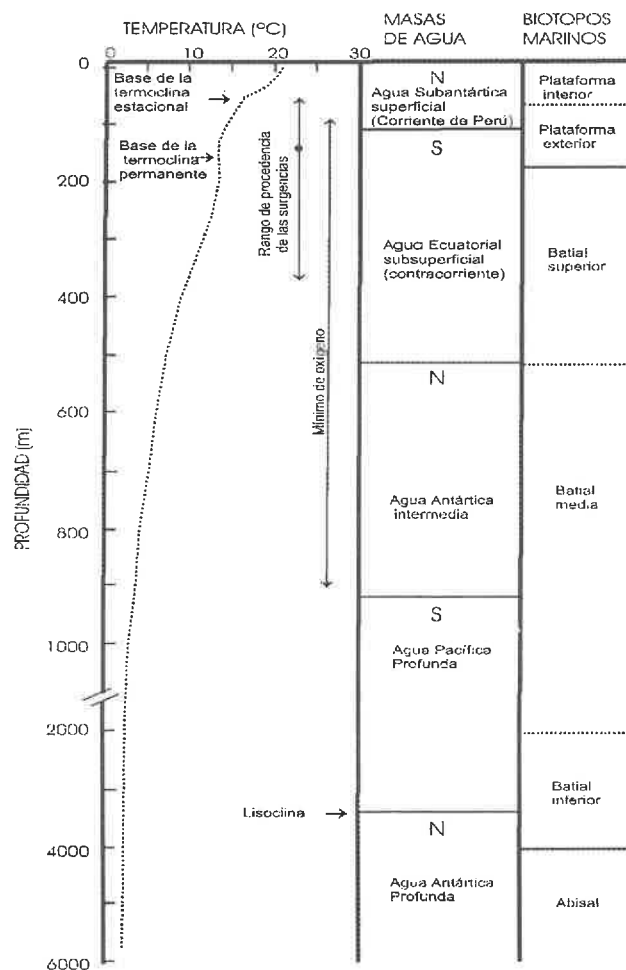 TEMPERATURA (ºC)
MASAS
DE AGUA
BIOTOPOS
MARINOS
0
10
20
30
0
200
400
600
800
1000
2000
4000
6000
PROFUNDIDAD (m)
Base de la
termoclina
estacional
Base de la
termoclina
permanente
Rango de procedencia
de las surgencias
Mínimo de oxígeno
Lisoclina
N
Agua Subantártica
superficial
(Corriente de Perú)
S
Agua Ecuatorial
subsuperficial
(contracorriente)
N
Agua Antártica
intermedia
S
Agua Pacífica
Profunda
N
Agua Antártica
Profunda
Plataforma
interior
Plataforma
exterior
Batial
superior
Batial
media
Batial
inferior
Abisal